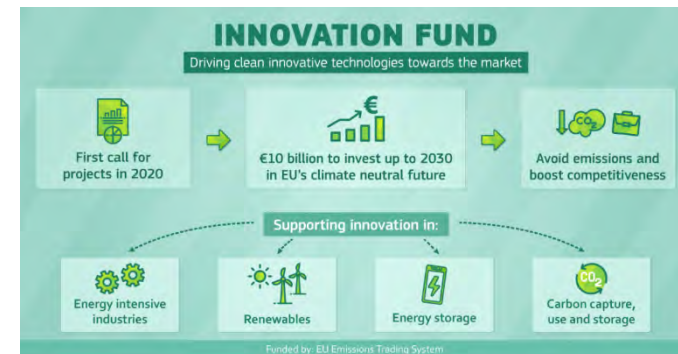 INNOVATION FUND
Driving clean innovative technologies towards the market
First call for
projects in 2020
€
€10 billion to invest up to 2030
in EU's climate neutral future
CO₂
Avoid emissions and
boost competitiveness
Supporting innovation in:
Energy intensive
industries
Renewables
Energy storage
CO₂
Carbon capture,
use and storage
Funded by: EU Emissions Trading System